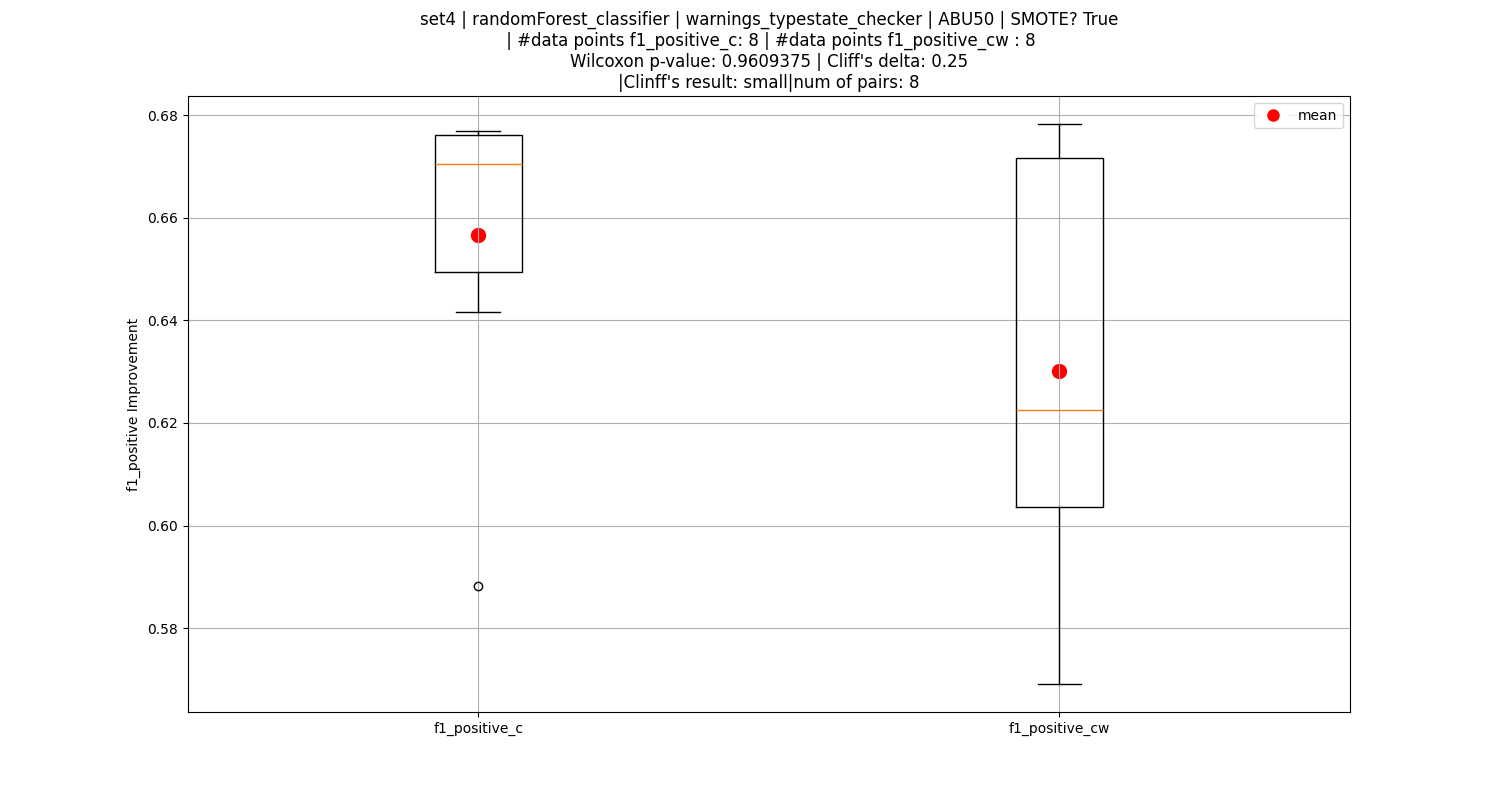 set4 | randomForest_classifier | warnings_typestate_checker | ABU50 | SMOTE? True
| #data points f1_positive_c: 8 | #data points f1_positive_cw : 8
Wilcoxon p-value: 0.9609375 | Cliff's delta: 0.25
|Clinff's result: small|num of pairs: 8
mean
0.68
0.66
0.64
0.62
0.60
0.58
f1_positive Improvement
f1_positive_c
f1_positive_cw